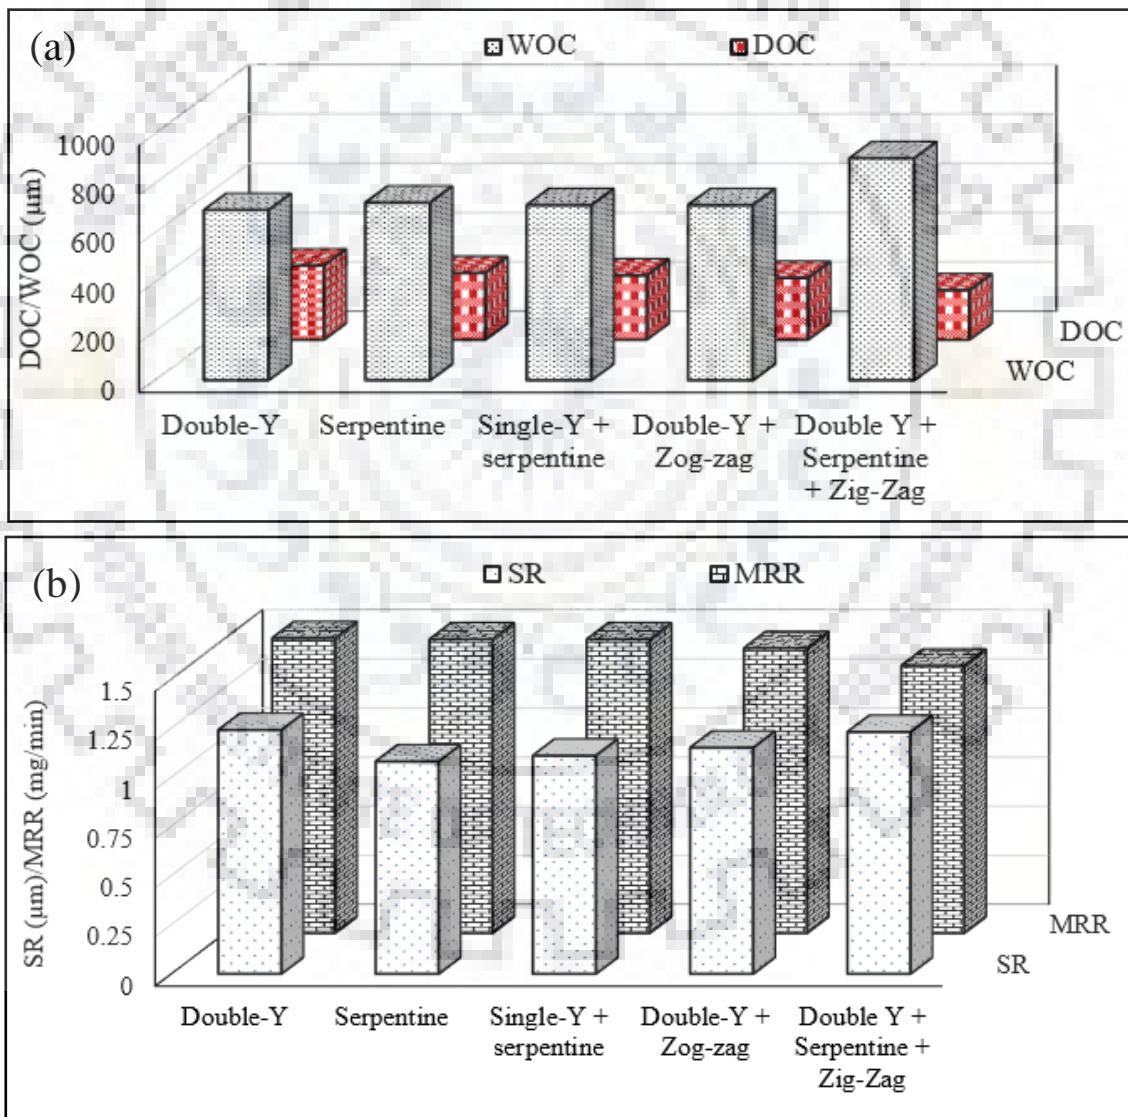 (a)
WOC DOC
DOC/WOC (µm)
1000
800
600
400
200
0
DOC
WOC
Double-Y Serpentine Single-Y + Double-Y + Double Y +
serpentine Zog-zag Serpentine
+ Zig-Zag
(b)
SR MRR
SR (µm)/MRR (mg/min)
1.5
1.25
1
0.75
0.5
0.25
0
MRR
SR
Double-Y Serpentine Single-Y + Double-Y + Double Y +
serpentine Zog-zag Serpentine +
Zig-Zag